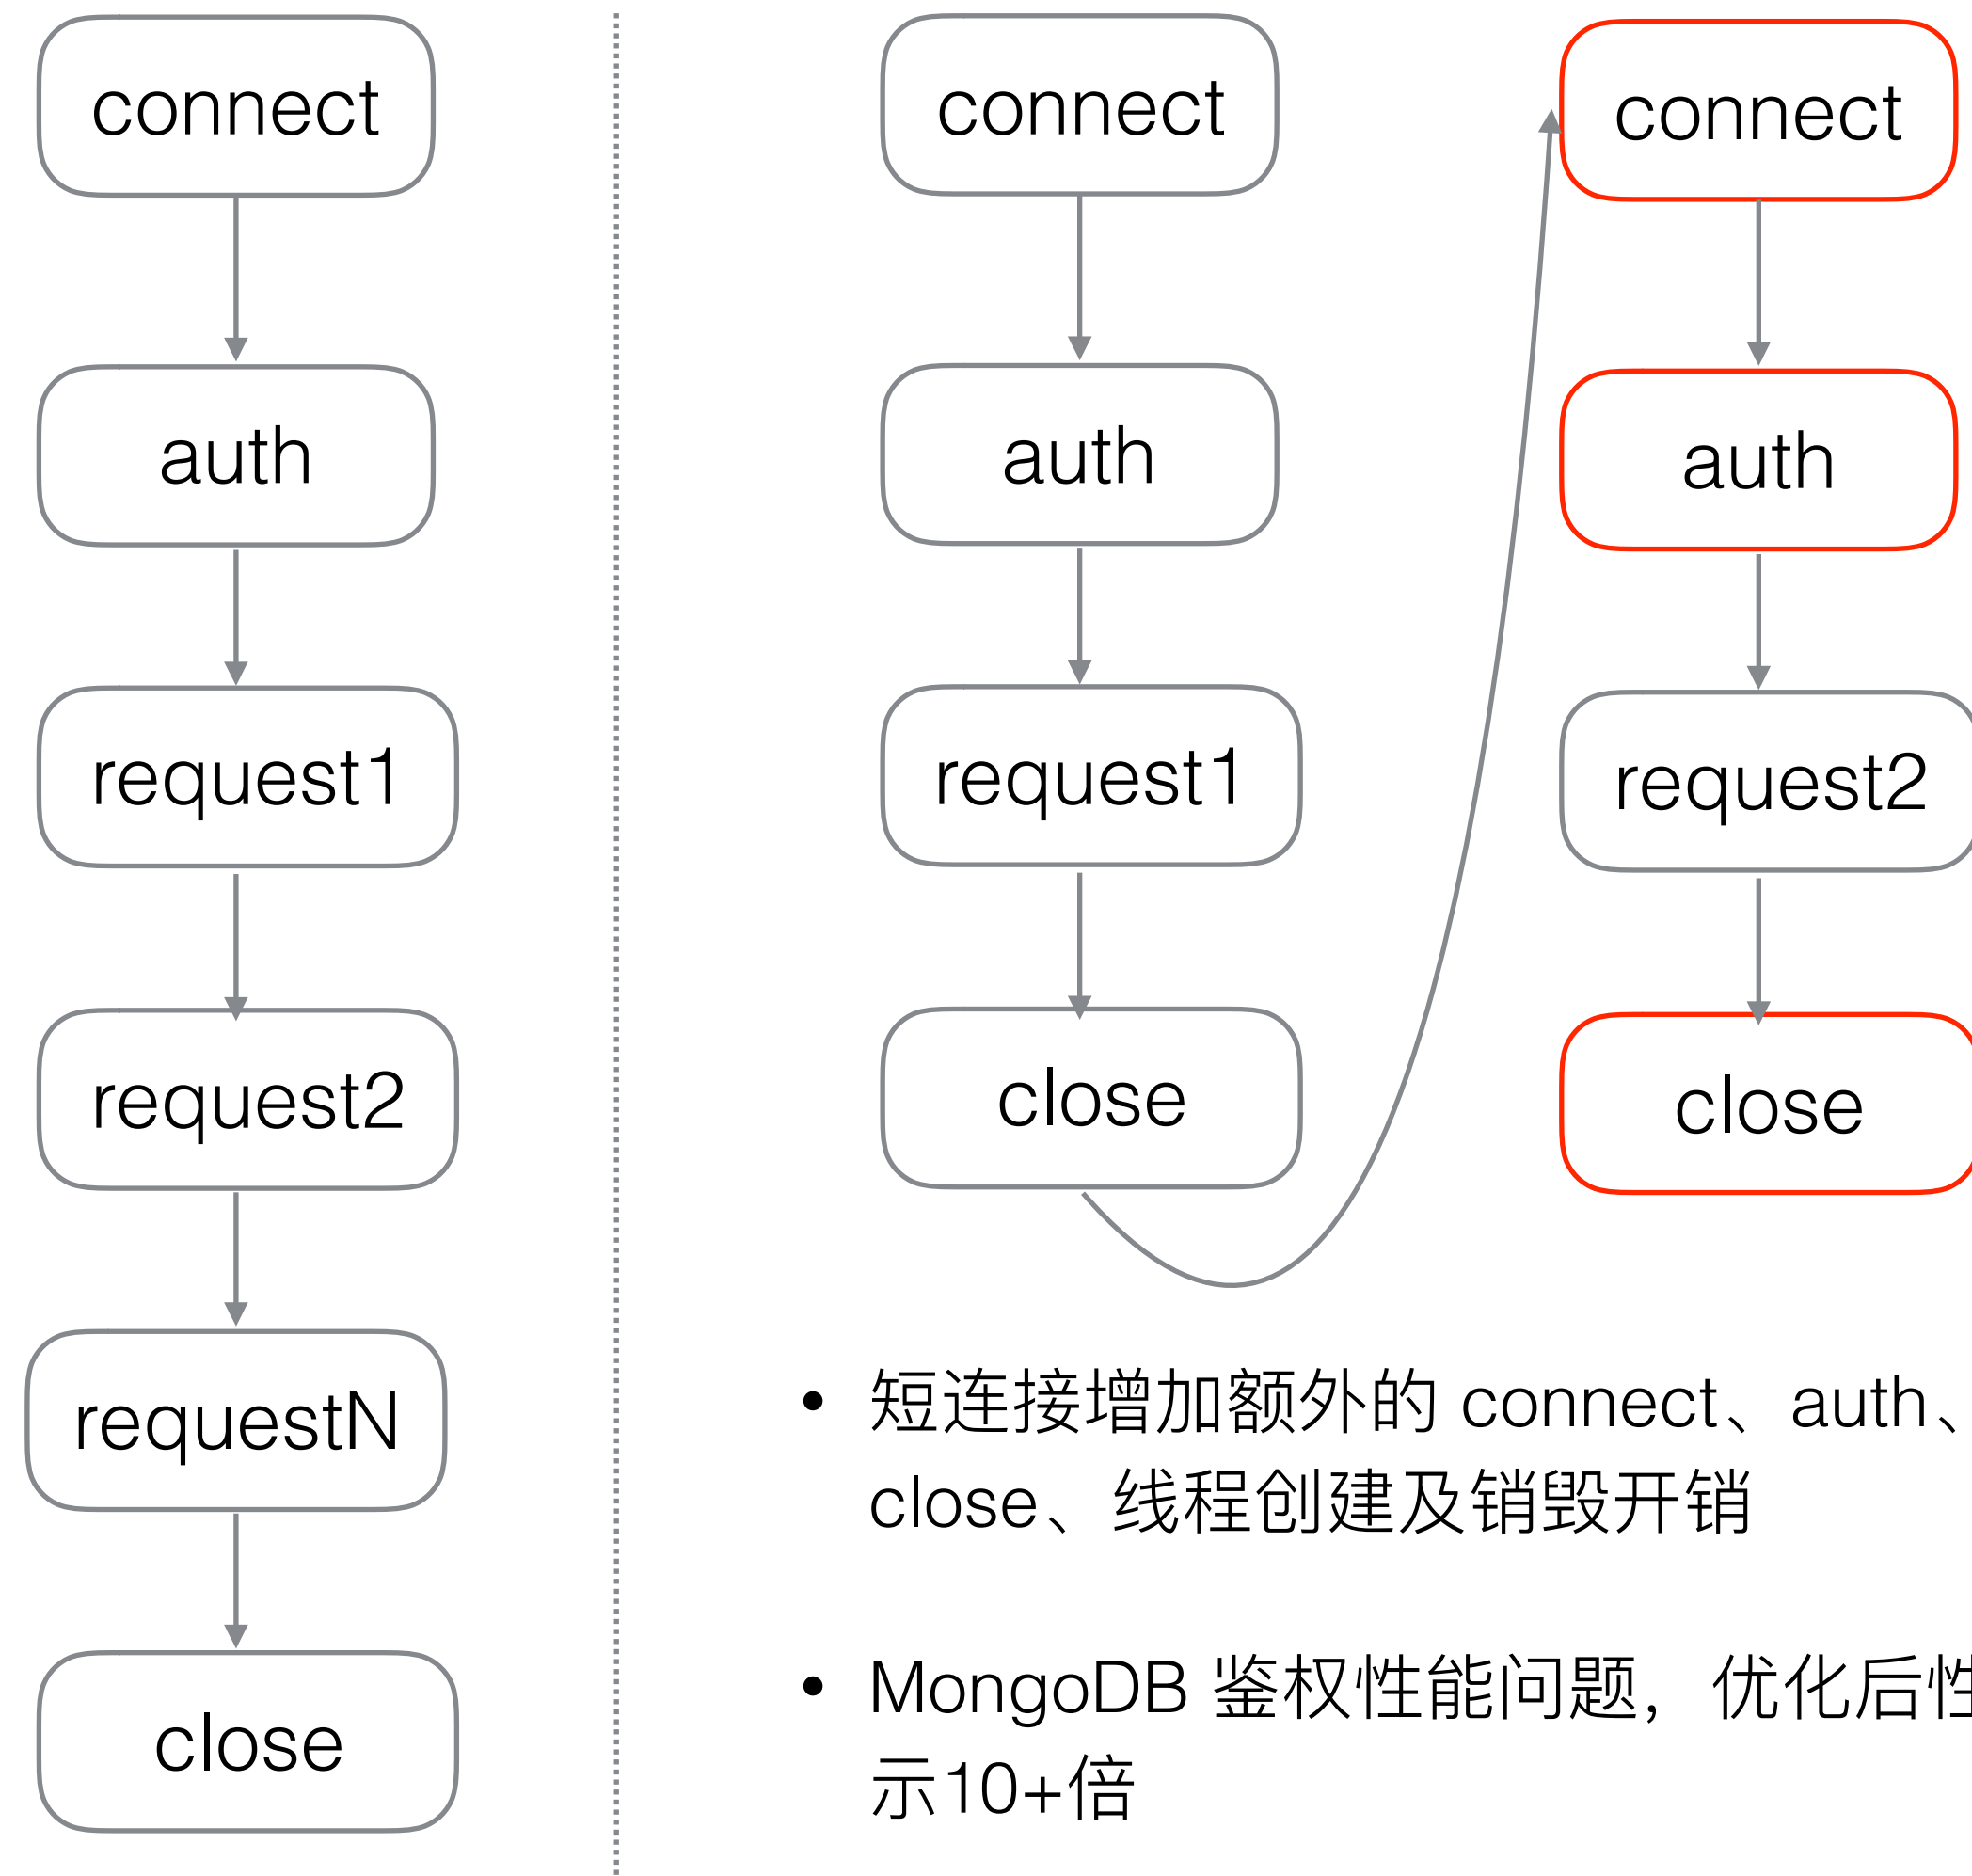 connect
auth
request1
request2
requestN
close
connect
auth
request1
close
connect
auth
request2
close
• 短连接增加额外的 connect、auth、
close、线程创建及销毁开销
• MongoDB 鉴权性能问题，优化后性
示10+倍